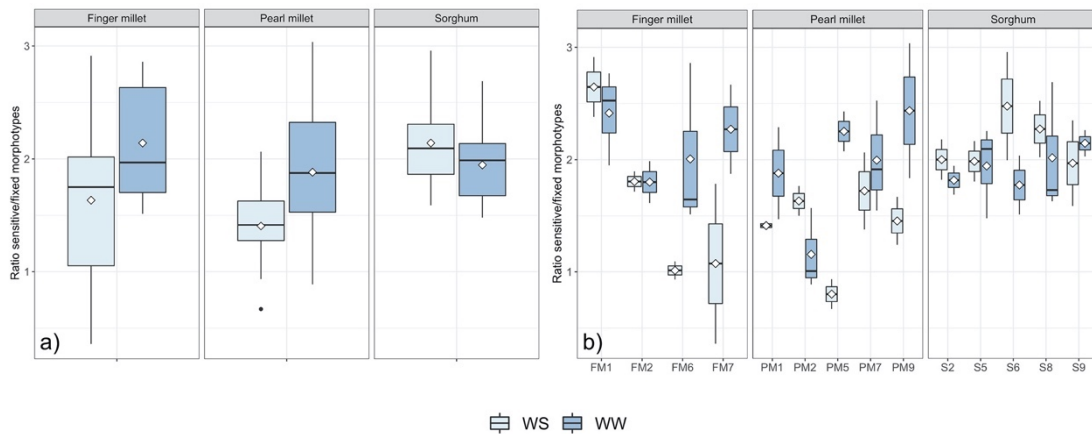 Finger millet
Pearl millet
Sorghum
Ratio sensitive/fixed morphotypes
3
2
1
a)
Finger millet
Pearl millet
Sorghum
Ratio sensitive/fixed morphotypes
3
2
1
b)
FM1 FM2 FM6 FM7
PM1 PM2 PM5 PM7 PM9
S2 S5 S6 S8 S9
WS WW